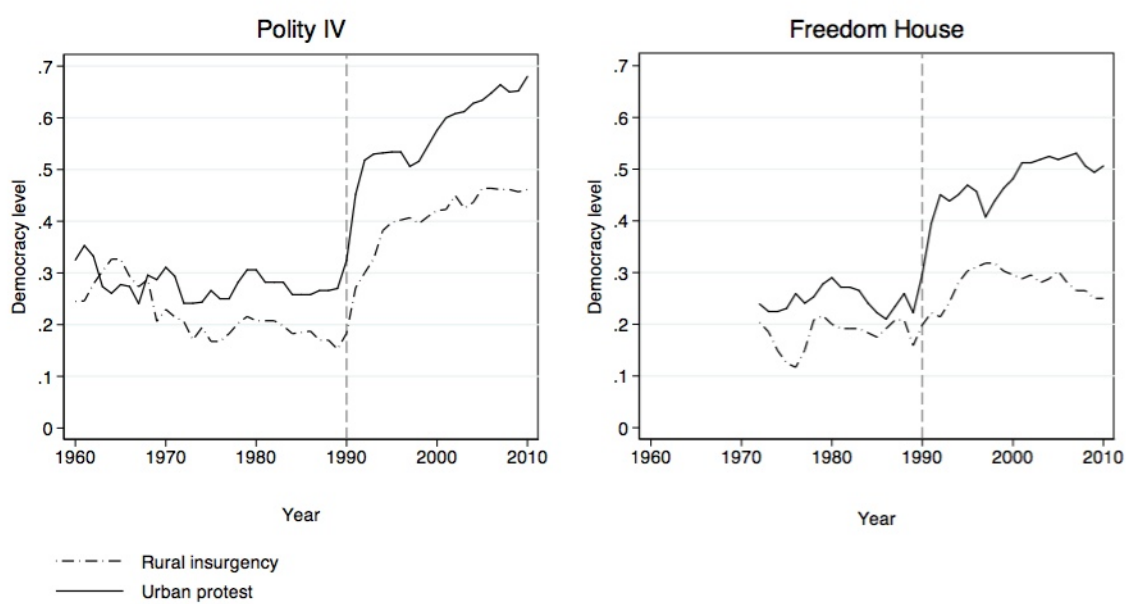 Polity IV
Democracy level
.7
.6
.5
.4
.3
.2
.1
0
1960 1970 1980 1990 2000 2010
Year
Freedom House
Democracy level
.7
.6
.5
.4
.3
.2
.1
0
1960 1970 1980 1990 2000 2010
Year
Rural insurgency
Urban protest